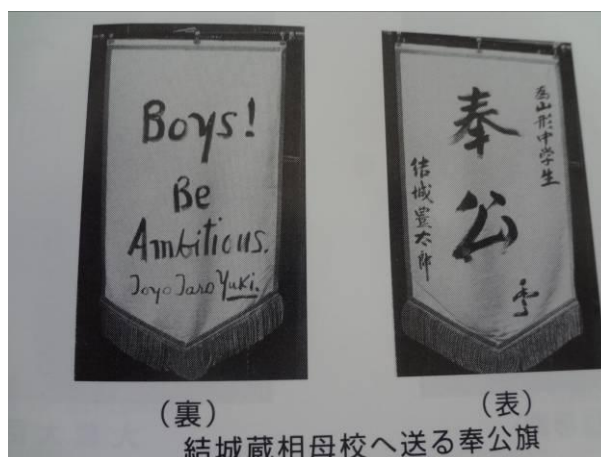 Boys!
Be
Ambitious.
Toyo Taro Yuki.
(裏)
為山形中学生
奉公
結城豊太郎
(表)
結城蔵相母校へ送る奉公旗